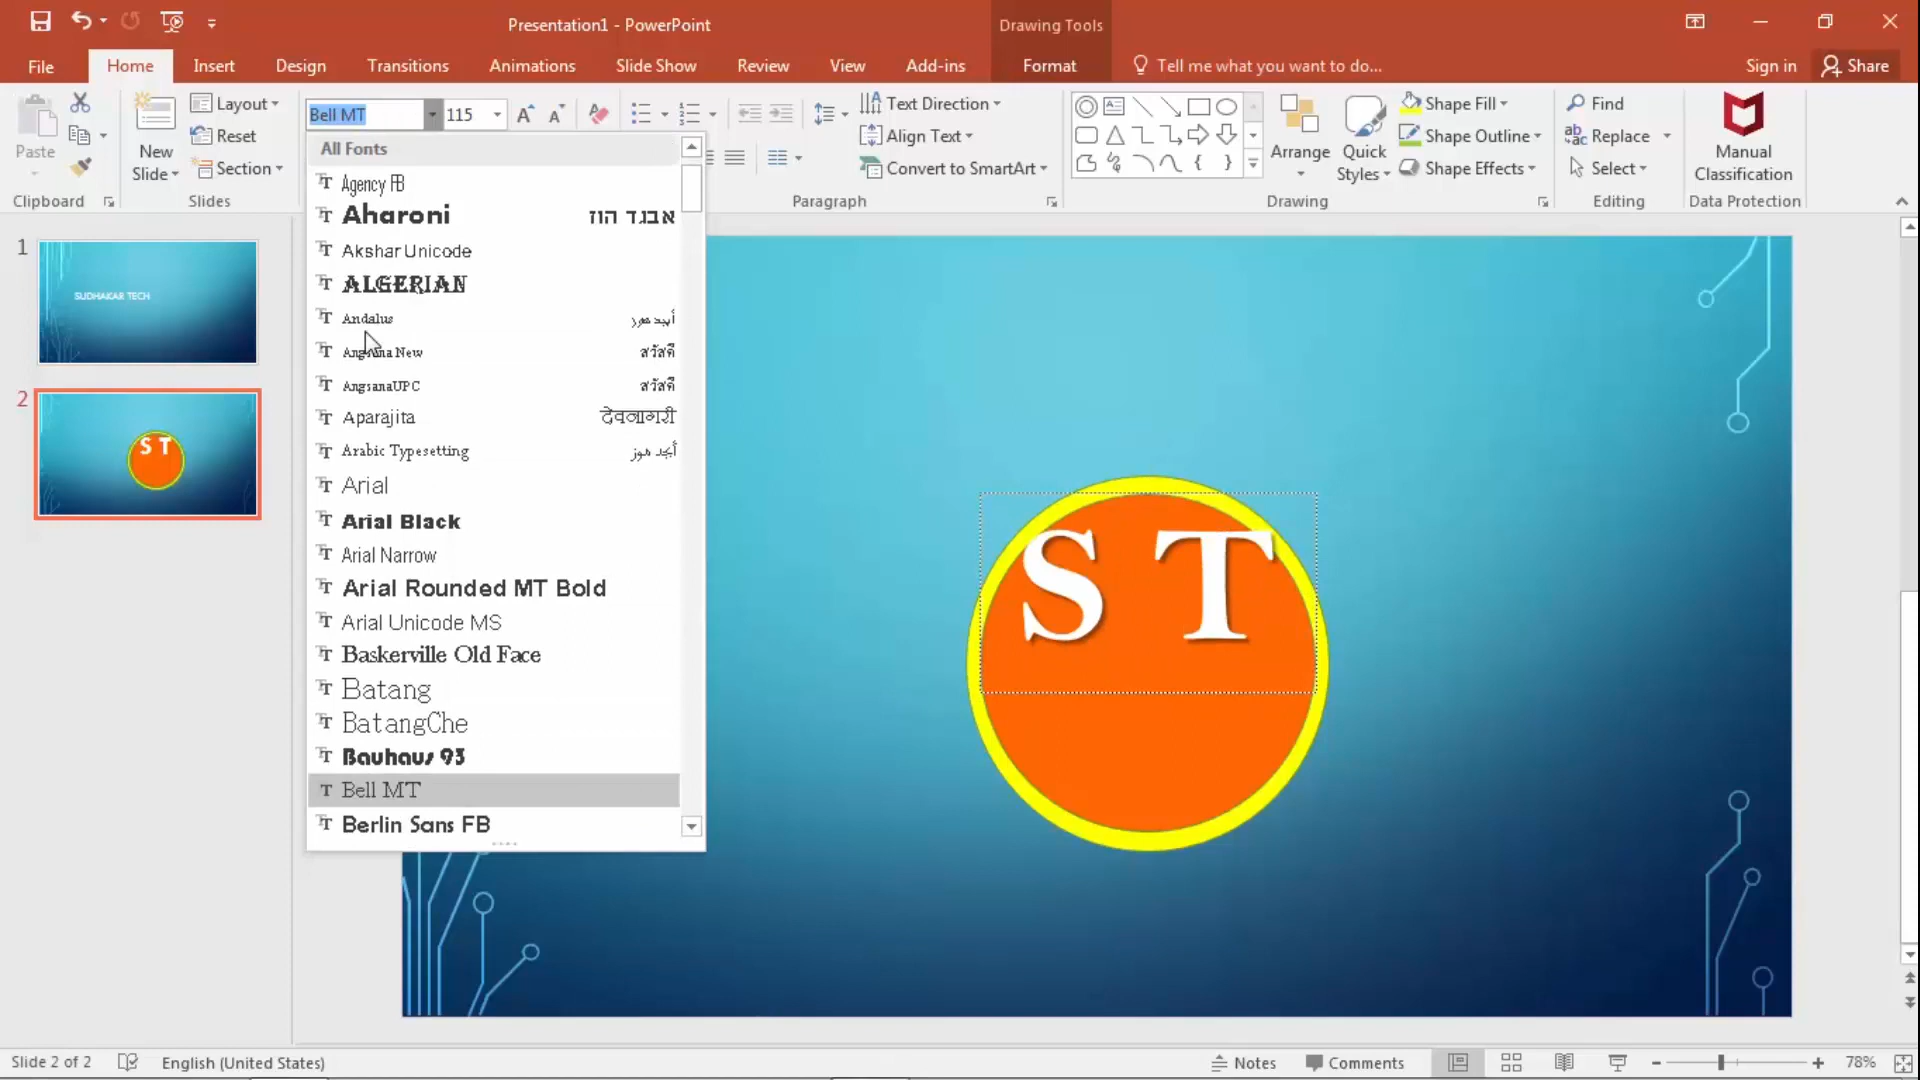 Presentation1 - PowerPoint
Drawing Tools
File
Home
Insert
Design
Transitions
Animations
Slide Show
Review
View
Add-ins
Format
Tell me what you want to do...
Sign in
Share
Paste
Clipboard
New
Slide
Layout
Reset
Section
Slides
Bell MT
115
Text Direction
Align Text
Convert to SmartArt
Paragraph
Arrange
Quick
Styles
Shape Fill
Shape Outline
Shape Effects
Drawing
Find
Replace
Select
Editing
Manual
Classification
Data Protection
All Fonts
Agency FB
Aharoni אבגד הוז
Akshar Unicode
ALGERIAN
Andalus أبجد هوز
Angsana New สวัสดี
AngsanaUPC สวัสดี
Aparajita देवनागरी
Arabic Typesetting أبجد هوز
Arial
Arial Black
Arial Narrow
Arial Rounded MT Bold
Arial Unicode MS
Baskerville Old Face
Batang
BatangChe
Bauhaus 93
Bell MT
Berlin Sans FB
1
SUDHAKAR TECH
2
S T
S T
Slide 2 of 2
English (United States)
Notes
Comments
78%